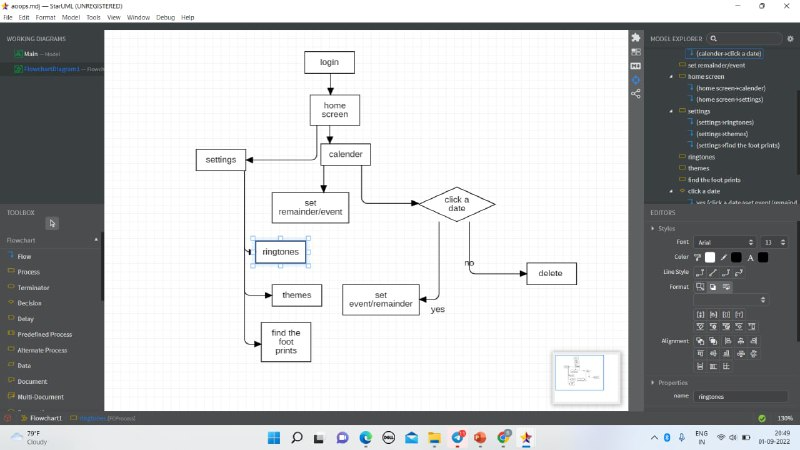 aoops.mdj — StarUML (UNREGISTERED)
File Edit Format Model Tools View Window Debug Help
WORKING DIAGRAMS
Main — Model
FlowchartDiagram1 — Flowch
TOOLBOX
Flowchart
Flow
Process
Terminator
Decision
Delay
Predefined Process
Alternate Process
Data
Document
Multi-Document
login
home
screen
settings
calender
set
remainder/event
click a
date
ringtones
no
delete
themes
set
event/remainder
yes
find the
foot
prints
MODEL EXPLORER
(calender→click a date)
set remainder/event
home screen
(home screen→calender)
(home screen→settings)
settings
(settings→ringtones)
(settings→themes)
(settings→find the foot prints)
ringtones
themes
find the foot prints
click a date
yes (click a date→set event/remaind
EDITORS
Styles
Font Arial 13
Color
Line Style
Format
Alignment
Properties
name ringtones
Flowchart1 ringtones (FCProcess)
130%
79°F
Cloudy
DELL
ENG
IN
20:49
01-09-2022